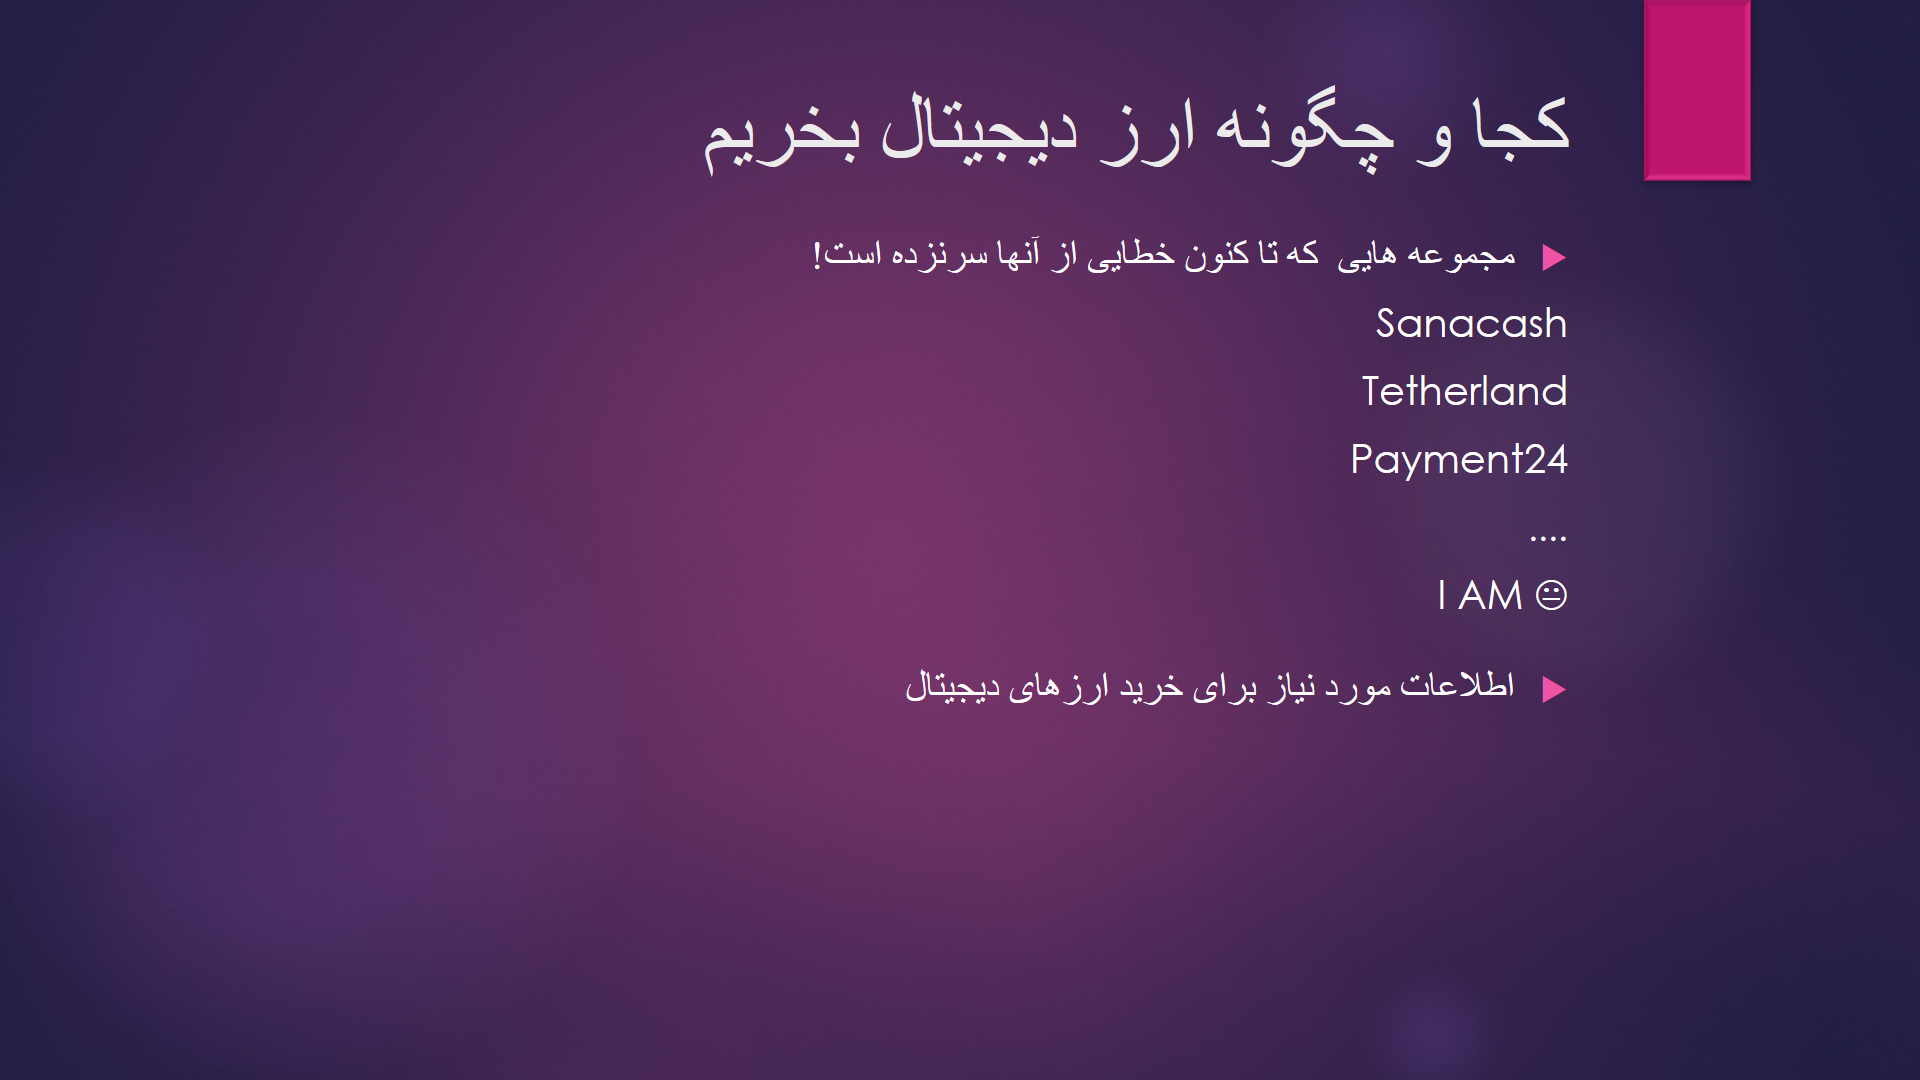 کجا و چگونه ارز دیجیتال بخریم
مجموعه هایی که تا کنون خطایی از آنها سرنزده است!
Sanacash
Tetherland
Payment24
....
I AM 😐
اطلاعات مورد نیاز برای خرید ارزهای دیجیتال